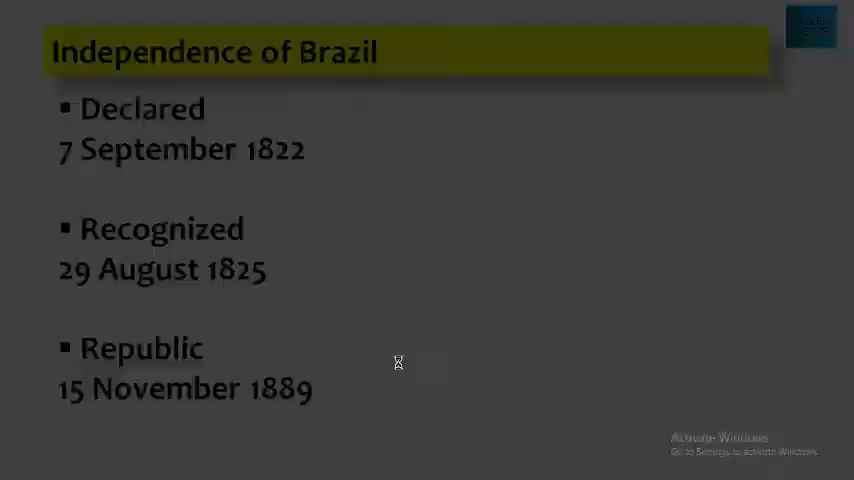 Independence of Brazil
▪ Declared
7 September 1822
▪ Recognized
29 August 1825
▪ Republic
15 November 1889
Activate Windows
Go to Settings to activate Windows.